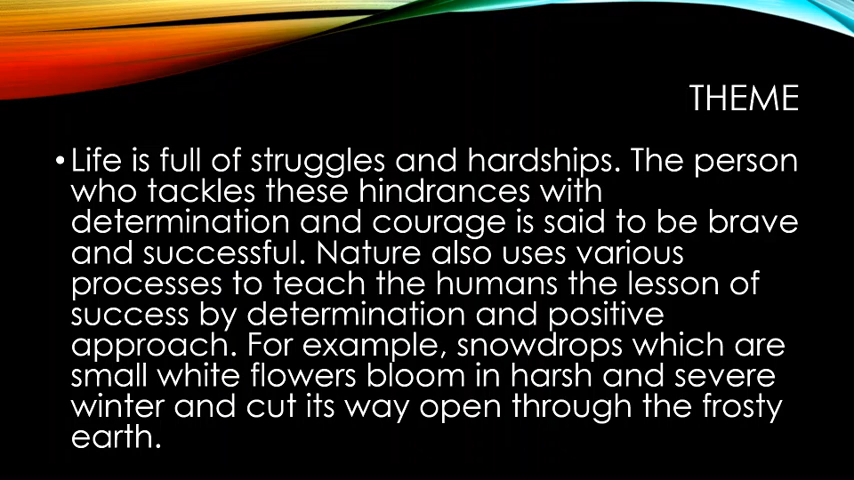 THEME
•Life is full of struggles and hardships. The person
who tackles these hindrances with
determination and courage is said to be brave
and successful. Nature also uses various
processes to teach the humans the lesson of
success by determination and positive
approach. For example, snowdrops which are
small white flowers bloom in harsh and severe
winter and cut its way open through the frosty
earth.